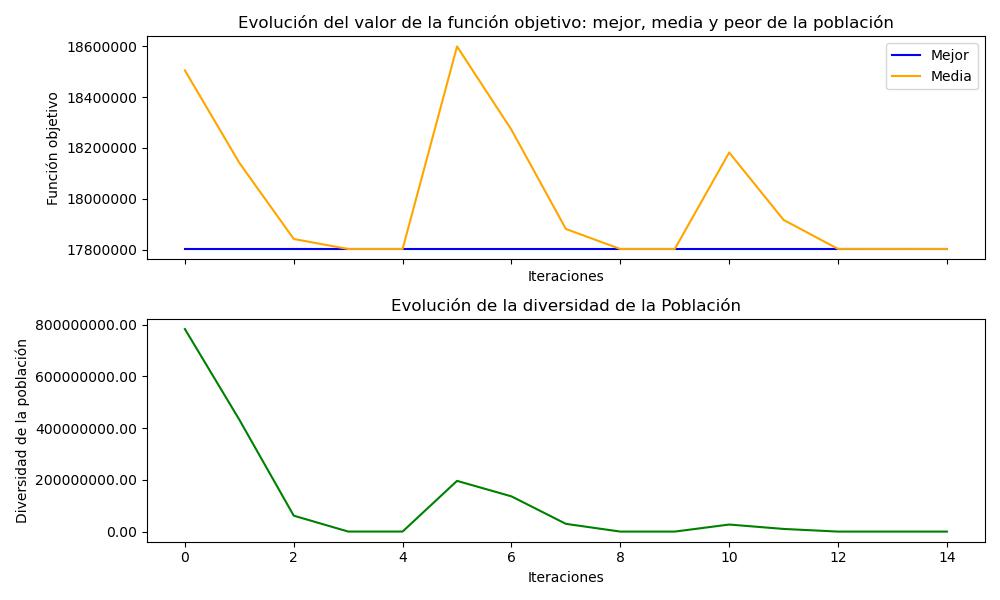 Evolución del valor de la función objetivo: mejor, media y peor de la población
Función objetivo
18600000
18400000
18200000
18000000
17800000
Mejor
Media
Iteraciones
Evolución de la diversidad de la Población
Diversidad de la población
800000000.00
600000000.00
400000000.00
200000000.00
0.00
0 2 4 6 8 10 12 14
Iteraciones